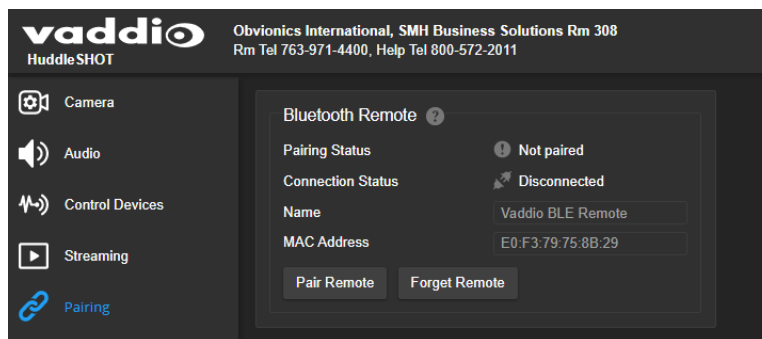 vaddio
HuddleSHOT
Obvionics International, SMH Business Solutions Rm 308
Rm Tel 763-971-4400, Help Tel 800-572-2011
Camera
Audio
Control Devices
Streaming
Pairing
Bluetooth Remote ?
Pairing Status ! Not paired
Connection Status Disconnected
Name Vaddio BLE Remote
MAC Address E0:F3:79:75:8B:29
Pair Remote Forget Remote